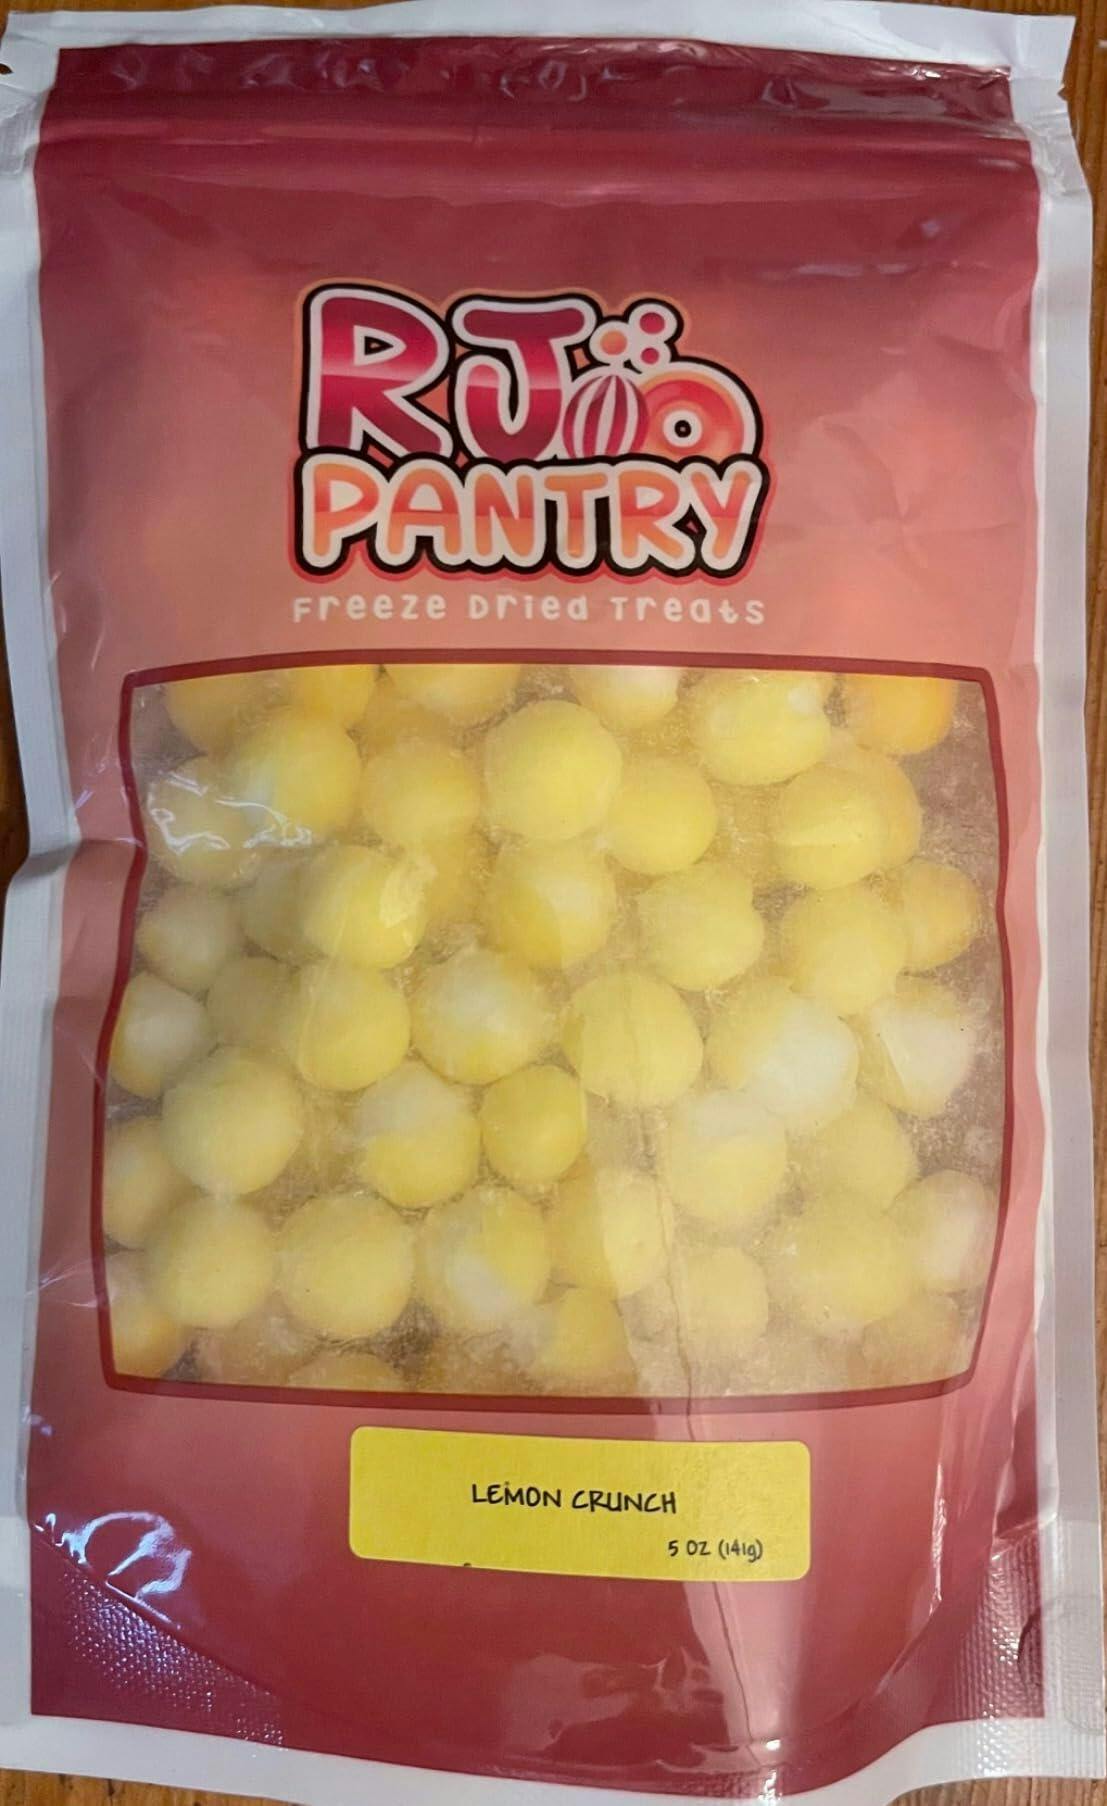 RJ
PANTRY
Freeze Dried Treats
LEMON CRUNCH
5 OZ (141g)